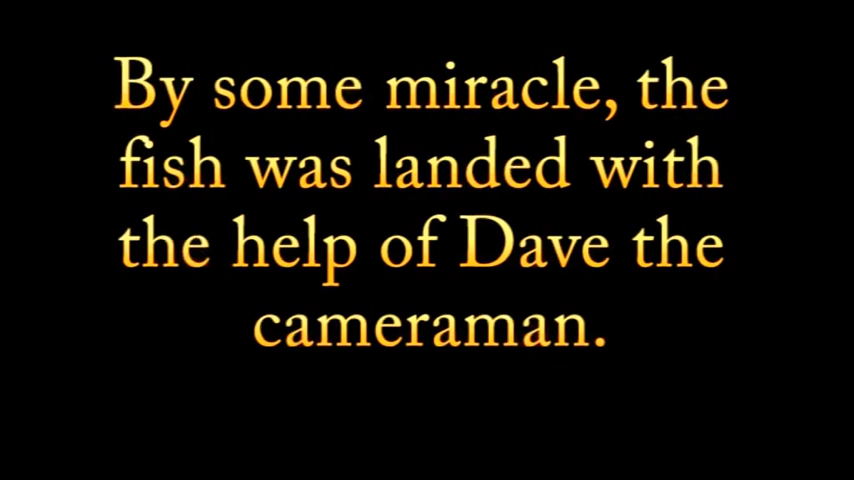 By some miracle, the
fish was landed with
the help of Dave the
cameraman.